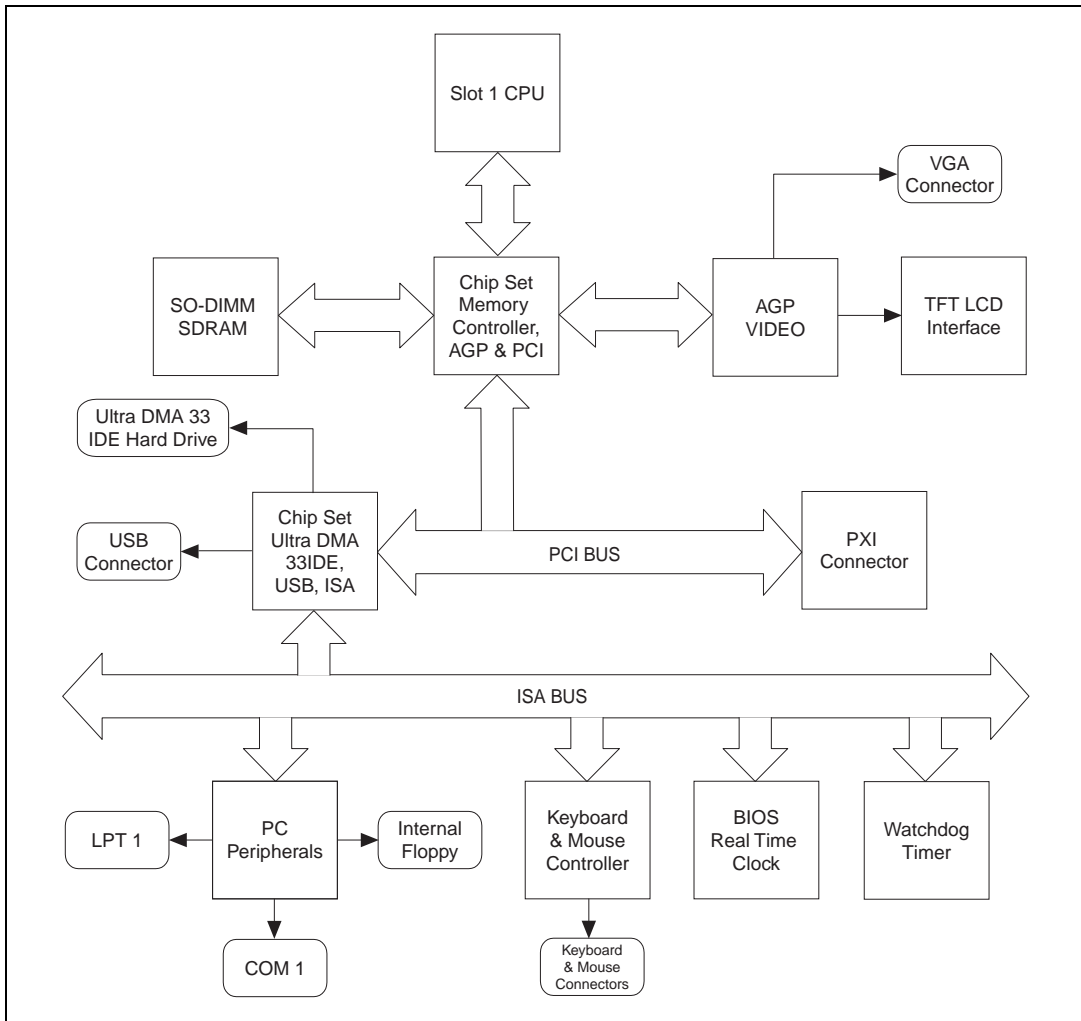 Slot 1 CPU
VGA
Connector
SO-DIMM
SDRAM
Chip Set
Memory
Controller,
AGP & PCI
AGP
VIDEO
TFT LCD
Interface
Ultra DMA 33
IDE Hard Drive
USB
Connector
Chip Set
Ultra DMA
33IDE,
USB, ISA
PCI BUS
PXI
Connector
ISA BUS
LPT 1
PC
Peripherals
Internal
Floppy
Keyboard
& Mouse
Controller
BIOS
Real Time
Clock
Watchdog
Timer
COM 1
Keyboard
& Mouse
Connectors